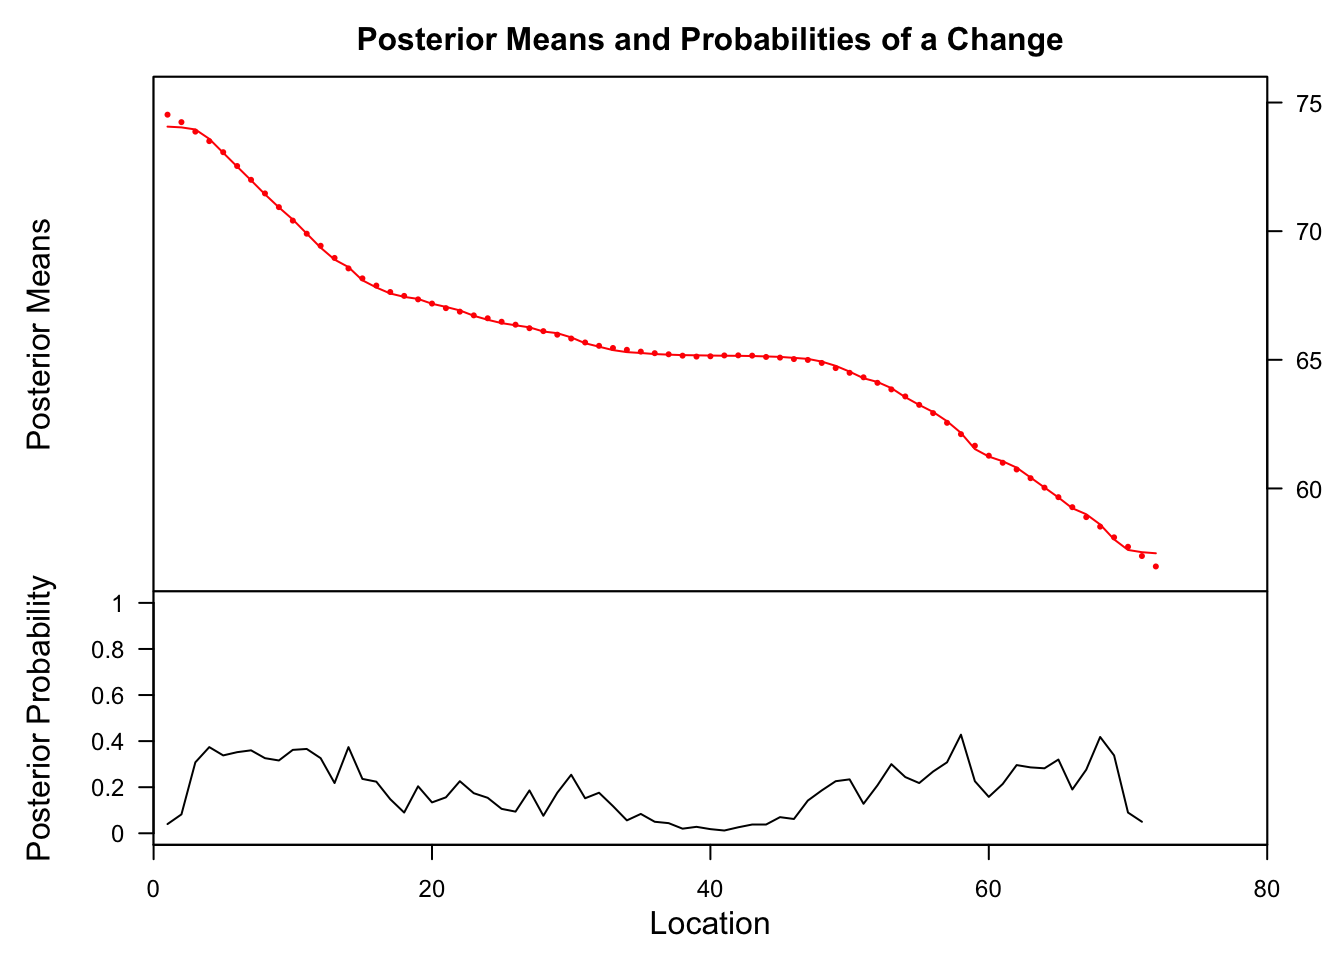 Posterior Means and Probabilities of a Change
Posterior Means
75
70
65
60
Posterior Probability
1
0.8
0.6
0.4
0.2
0
0 20 40 60 80
Location